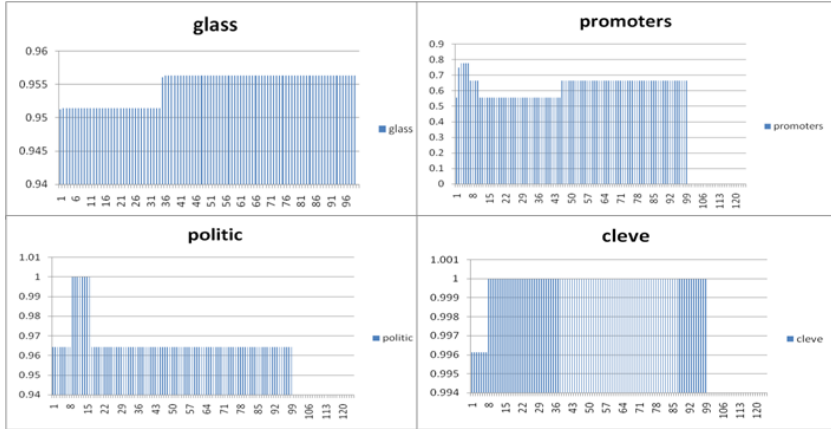 glass
0.96
0.955
0.95
0.945
0.94
1 6 11 16 21 26 31 36 41 46 51 56 61 66 71 76 81 86 91 96
glass
promoters
0.9
0.8
0.7
0.6
0.5
0.4
0.3
0.2
0.1
0
1 8 15 22 29 36 43 50 57 64 71 78 85 92 99 106 113 120
promoters
politic
1.01
1
0.99
0.98
0.97
0.96
0.95
0.94
1 8 15 22 29 36 43 50 57 64 71 78 85 92 99 106 113 120
politic
cleve
1.001
1
0.999
0.998
0.997
0.996
0.995
0.994
1 8 15 22 29 36 43 50 57 64 71 78 85 92 99 106 113 120
cleve